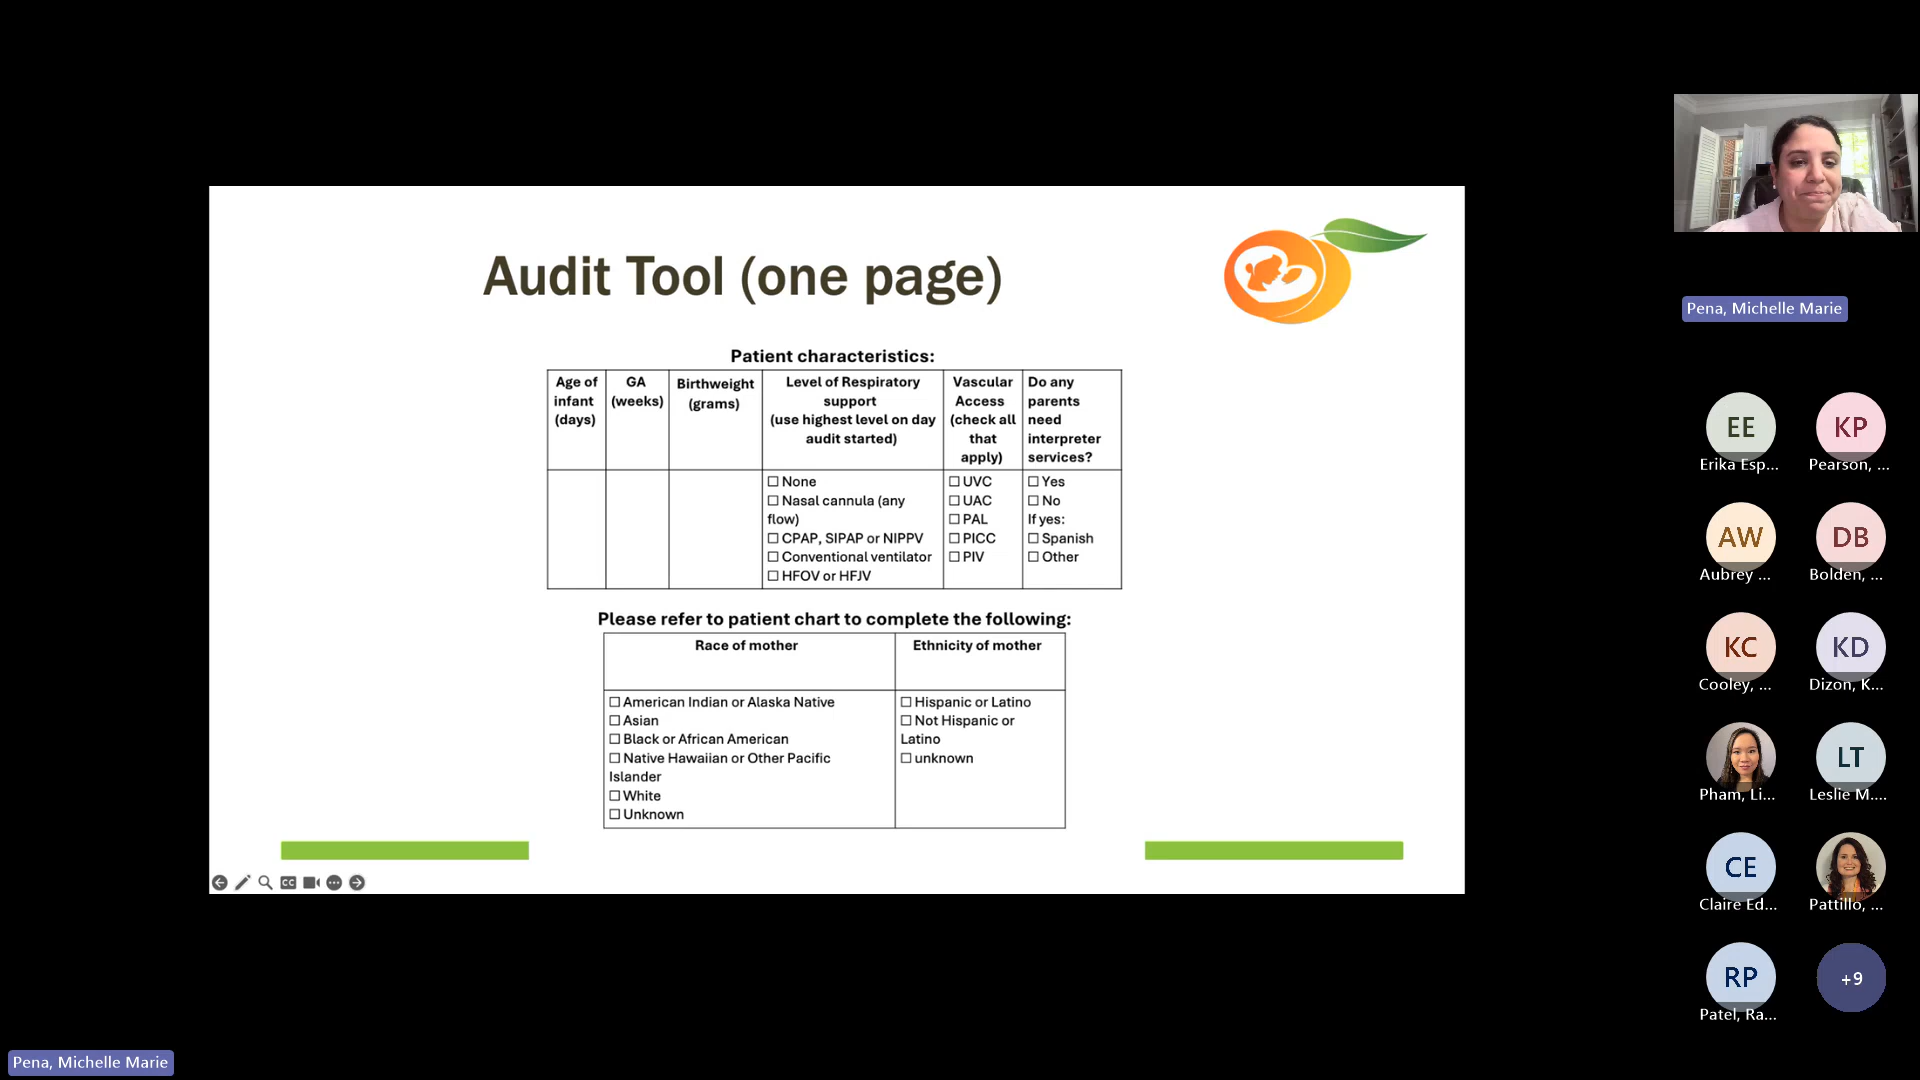 Audit Tool (one page)
Patient characteristics:
Age of
infant
(days)
GA
(weeks)
Birthweight
(grams)
Level of Respiratory
support
(use highest level on day
audit started)
Vascular
Access
(check all
that
apply)
Do any
parents
need
interpreter
services?
☐ None
☐ Nasal cannula (any
flow)
☐ CPAP, SIPAP or NIPPV
☐ Conventional ventilator
☐ HFOV or HFJV
☐ UVC
☐ UAC
☐ PAL
☐ PICC
☐ PIV
☐ Yes
☐ No
If yes:
☐ Spanish
☐ Other
Please refer to patient chart to complete the following:
Race of mother
Ethnicity of mother
☐ American Indian or Alaska Native
☐ Asian
☐ Black or African American
☐ Native Hawaiian or Other Pacific
Islander
☐ White
☐ Unknown
☐ Hispanic or Latino
☐ Not Hispanic or
Latino
☐ unknown
CC
Pena, Michelle Marie
EE
Erika Esp...
KP
Pearson, ...
AW
Aubrey ...
DB
Bolden, ...
KC
Cooley, ...
KD
Dizon, K...
Pham, Li...
LT
Leslie M....
CE
Claire Ed...
Pattillo, ...
RP
Patel, Ra...
+9
Pena, Michelle Marie